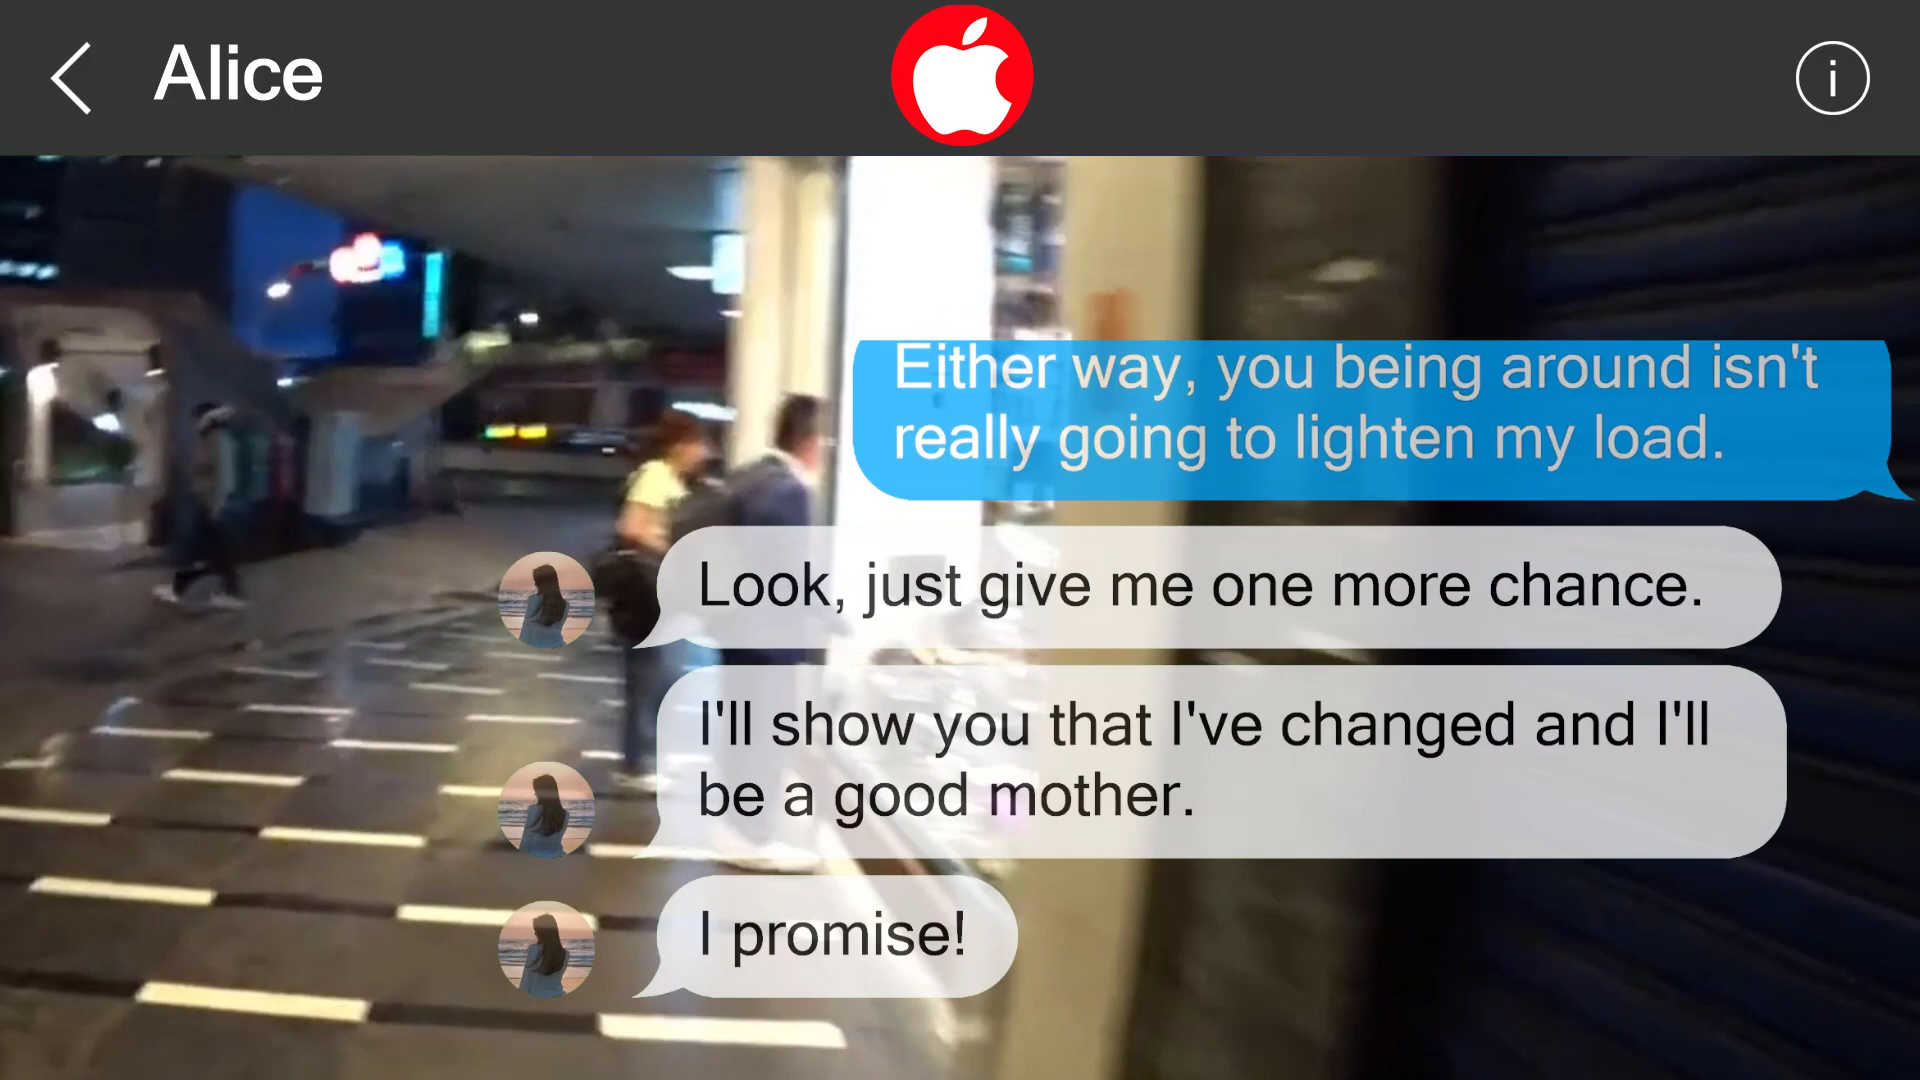 Alice
Either way, you being around isn't
really going to lighten my load.
Look, just give me one more chance.
I'll show you that I've changed and I'll
be a good mother.
I promise!